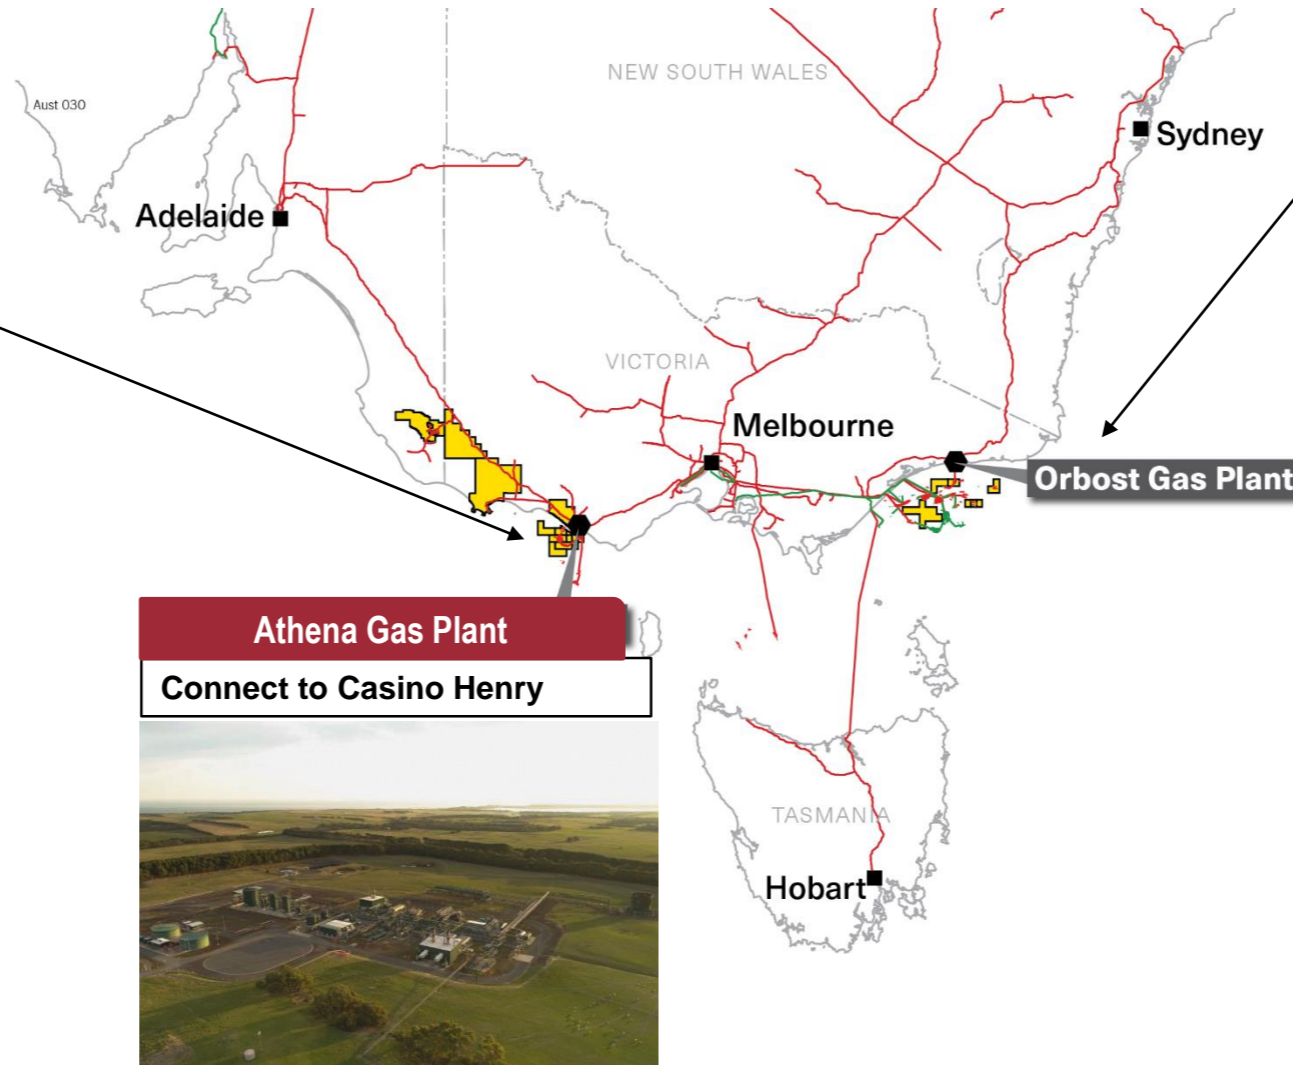 NEW SOUTH WALES
Aust 030
Sydney
Adelaide
VICTORIA
Melbourne
Orbost Gas Plant
Athena Gas Plant
Connect to Casino Henry
TASMANIA
Hobart